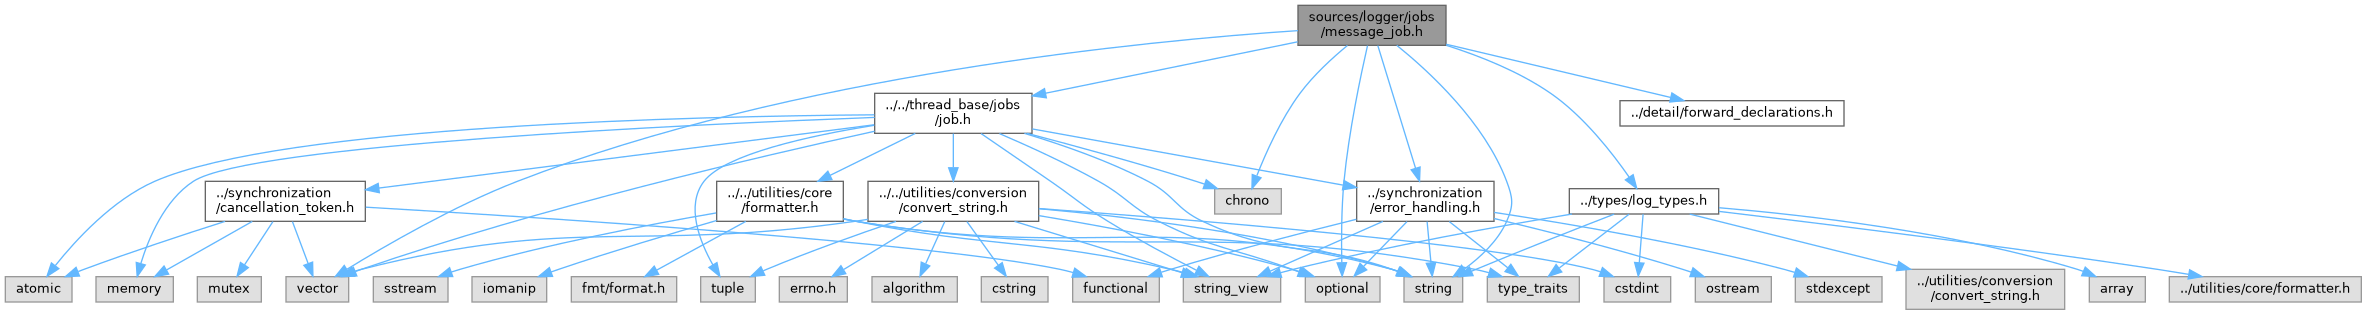 sources/logger/jobs
/message_job.h
../../thread_base/jobs
/job.h
../detail/forward_declarations.h
../synchronization
/cancellation_token.h
../../utilities/core
/formatter.h
../../utilities/conversion
/convert_string.h
chrono
../synchronization
/error_handling.h
../types/log_types.h
atomic
memory
mutex
vector
sstream
iomanip
fmt/format.h
tuple
errno.h
algorithm
cstring
functional
string_view
optional
string
type_traits
cstdint
ostream
stdexcept
../utilities/conversion
/convert_string.h
array
../utilities/core/formatter.h